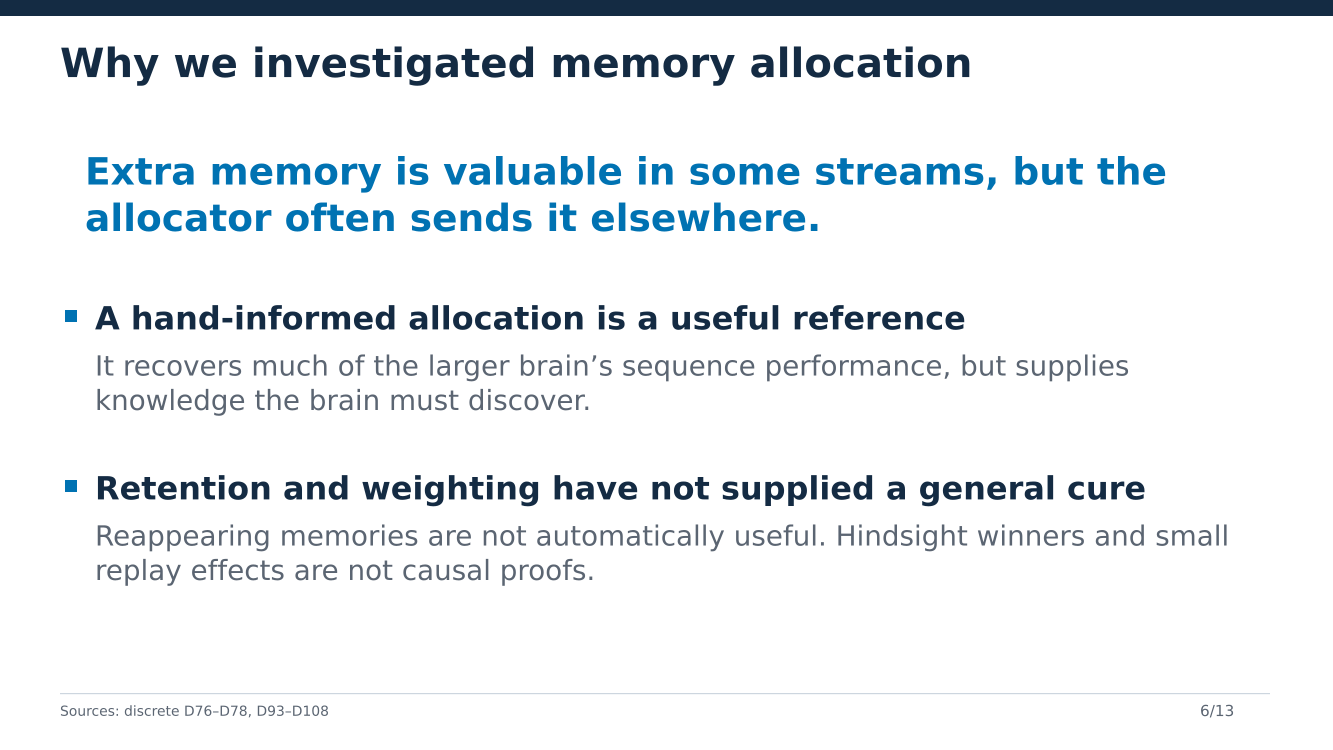 Why we investigated memory allocation
Extra memory is valuable in some streams, but the
allocator often sends it elsewhere.
A hand-informed allocation is a useful reference
It recovers much of the larger brain’s sequence performance, but supplies
knowledge the brain must discover.
Retention and weighting have not supplied a general cure
Reappearing memories are not automatically useful. Hindsight winners and small
replay effects are not causal proofs.
Sources: discrete D76–D78, D93–D108
6/13